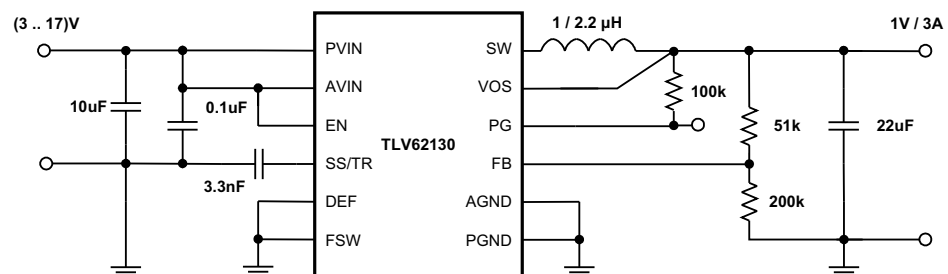 (3 .. 17)V
1 / 2.2 µH
1V / 3A
PVIN
SW
AVIN
VOS
10uF
0.1uF
100k
EN
PG
TLV62130
51k
22uF
SS/TR
FB
3.3nF
DEF
AGND
200k
FSW
PGND